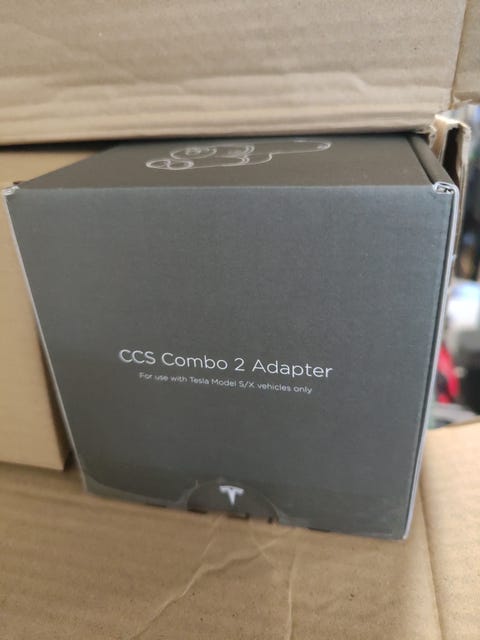 CCS Combo 2 Adapter
For use with Tesla Model S/X vehicles only